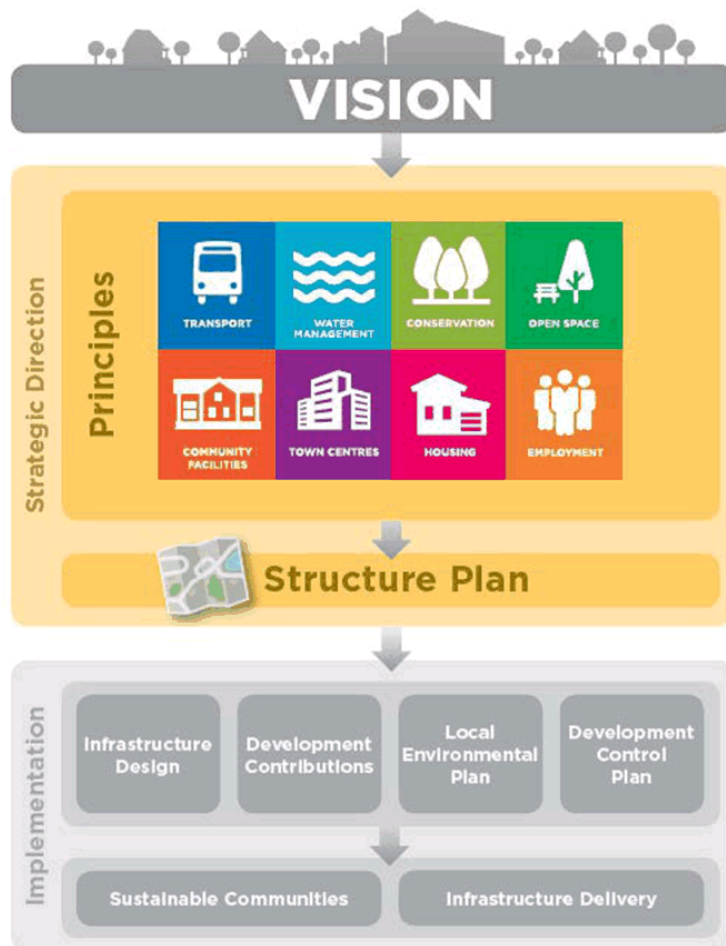 VISION
Strategic Direction
Principles
TRANSPORT
WATER
MANAGEMENT
CONSERVATION
OPEN SPACE
COMMUNITY
FACILITIES
TOWN CENTRES
HOUSING
EMPLOYMENT
Structure Plan
Implementation
Infrastructure
Design
Development
Contributions
Local
Environmental
Plan
Development
Control
Plan
Sustainable Communities
Infrastructure Delivery